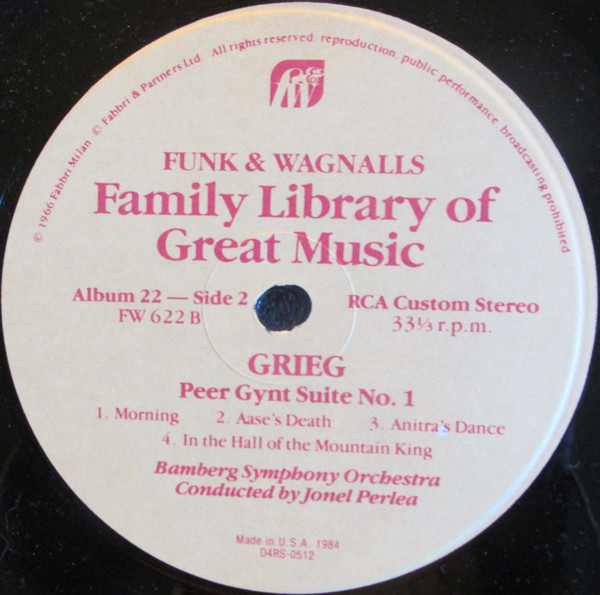 © 1966 Fabbri Milan © Fabbri & Partners Ltd. All rights reserved: reproduction, public performance, broadcasting prohibited
FUNK & WAGNALLS
Family Library of
Great Music
Album 22 — Side 2
FW 622 B
RCA Custom Stereo
33⅓ r.p.m.
GRIEG
Peer Gynt Suite No. 1
1. Morning 2. Aase's Death 3. Anitra's Dance
4. In the Hall of the Mountain King
Bamberg Symphony Orchestra
Conducted by Jonel Perlea
Made in U.S.A. 1984
D4RS-0512